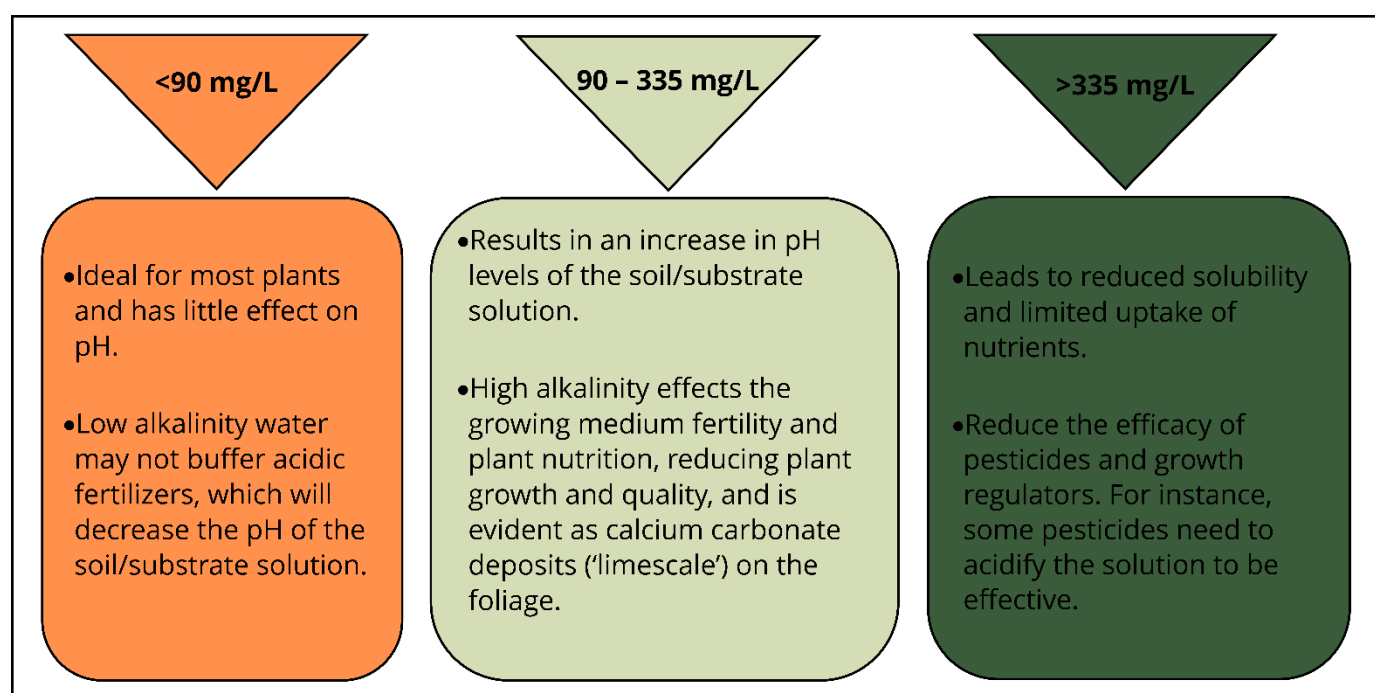 <90 mg/L
•Ideal for most plants
and has little effect on
pH.
•Low alkalinity water
may not buffer acidic
fertilizers, which will
decrease the pH of the
soil/substrate solution.
90 – 335 mg/L
•Results in an increase in pH
levels of the soil/substrate
solution.
•High alkalinity effects the
growing medium fertility and
plant nutrition, reducing plant
growth and quality, and is
evident as calcium carbonate
deposits (‘limescale’) on the
foliage.
>335 mg/L
•Leads to reduced solubility
and limited uptake of
nutrients.
•Reduce the efficacy of
pesticides and growth
regulators. For instance,
some pesticides need to
acidify the solution to be
effective.